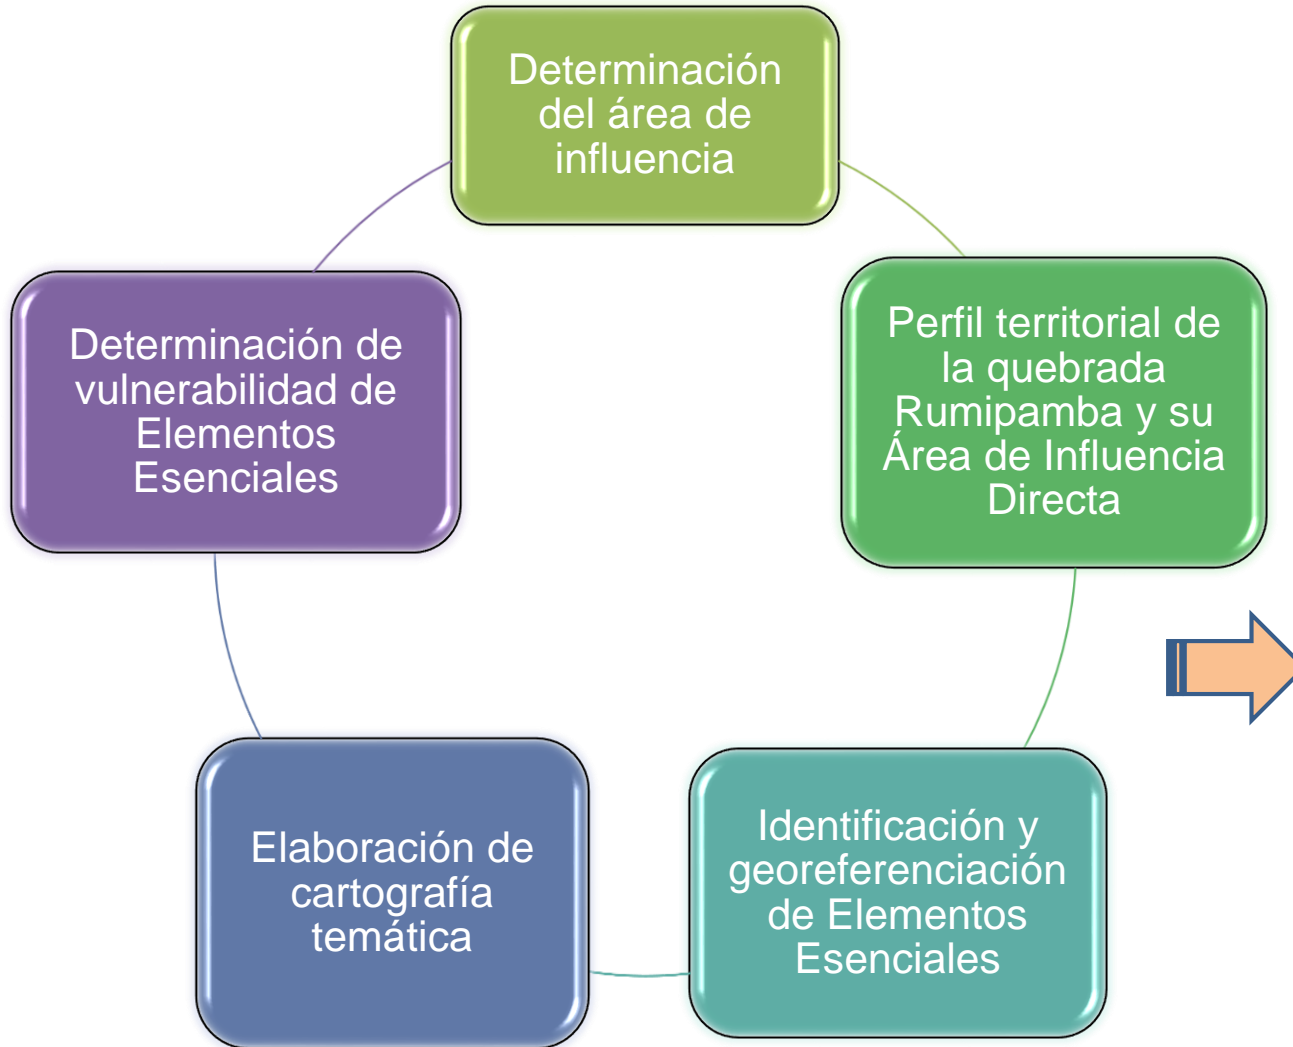 Determinación
del área de
influencia
Perfil territorial de
la quebrada
Rumipamba y su
Área de Influencia
Directa
Identificación y
georeferenciación
de Elementos
Esenciales
Elaboración de
cartografía
temática
Determinación de
vulnerabilidad de
Elementos
Esenciales